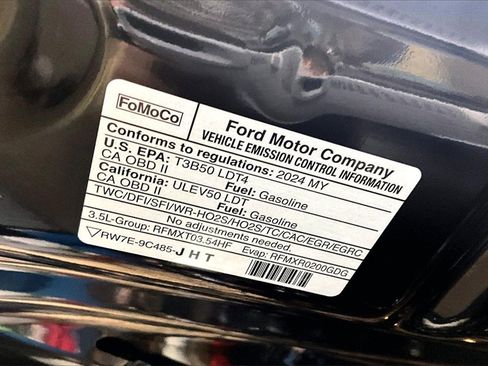 FoMoCo
Ford Motor Company
VEHICLE EMISSION CONTROL INFORMATION
Conforms to regulations: 2024 MY
U.S. EPA: T3B50 LDT4 Fuel: Gasoline
CA OBD II
California: ULEV50 LDT Fuel: Gasoline
CA OBD II
TWC/DFI/SFI/WR-HO2S/HO2S/TC/CAC/EGR/EGRC
No adjustments needed.
3.5L-Group: RFMXT03.54HF Evap: RFMXR0200GDG
RW7E-9C485-JHT